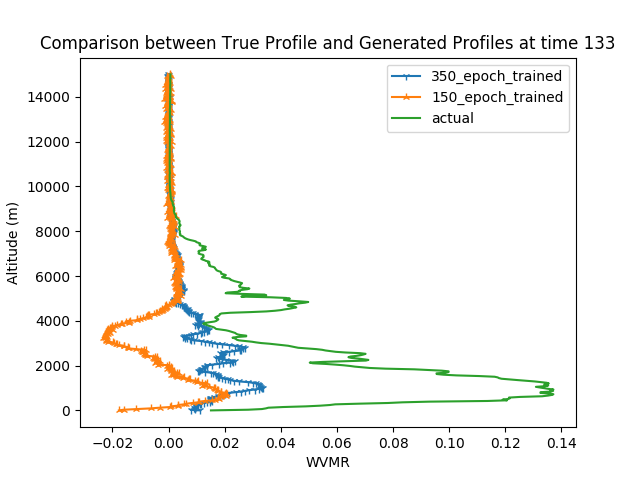 Comparison between True Profile and Generated Profiles at time 133
350_epoch_trained
150_epoch_trained
actual
Altitude (m)
14000
12000
10000
8000
6000
4000
2000
0
−0.02 0.00 0.02 0.04 0.06 0.08 0.10 0.12 0.14
WVMR